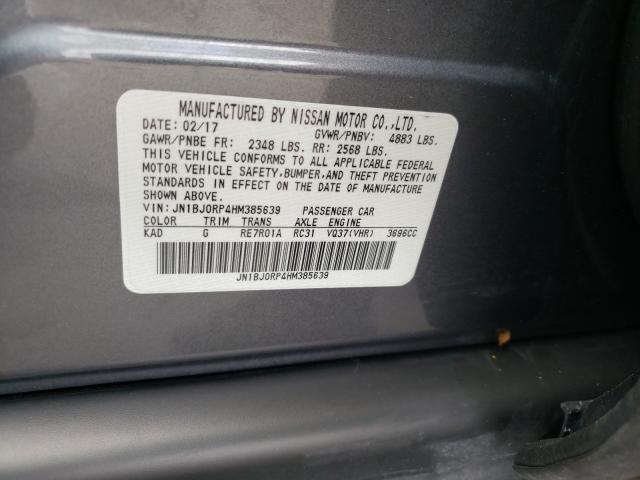 MANUFACTURED BY NISSAN MOTOR CO.,LTD.
DATE: 02/17 GVWR/PNBV: 4883 LBS.
GAWR/PNBE FR: 2348 LBS. RR: 2568 LBS.
THIS VEHICLE CONFORMS TO ALL APPLICABLE FEDERAL
MOTOR VEHICLE SAFETY,BUMPER,AND THEFT PREVENTION
STANDARDS IN EFFECT ON THE DATE OF MANUFACTURE
SHOWN ABOVE.
VIN: JN1BJ0RP4HM385639 PASSENGER CAR
COLOR TRIM TRANS AXLE ENGINE
KAD G RE7R01A RC31 VQ37(VHR) 3696CC
JN1BJ0RP4HM385639